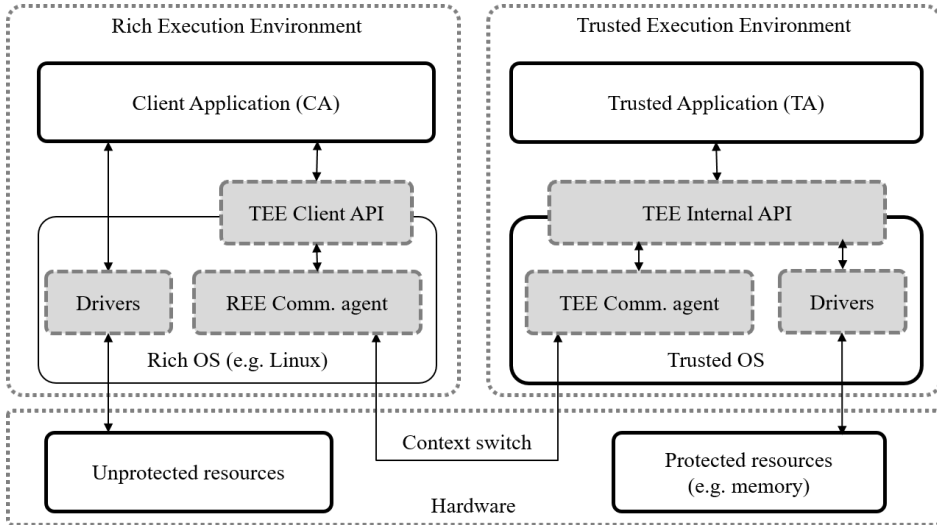 Rich Execution Environment
Trusted Execution Environment
Client Application (CA)
Trusted Application (TA)
TEE Client API
TEE Internal API
Drivers
REE Comm. agent
TEE Comm. agent
Drivers
Rich OS (e.g. Linux)
Trusted OS
Context switch
Unprotected resources
Protected resources
(e.g. memory)
Hardware